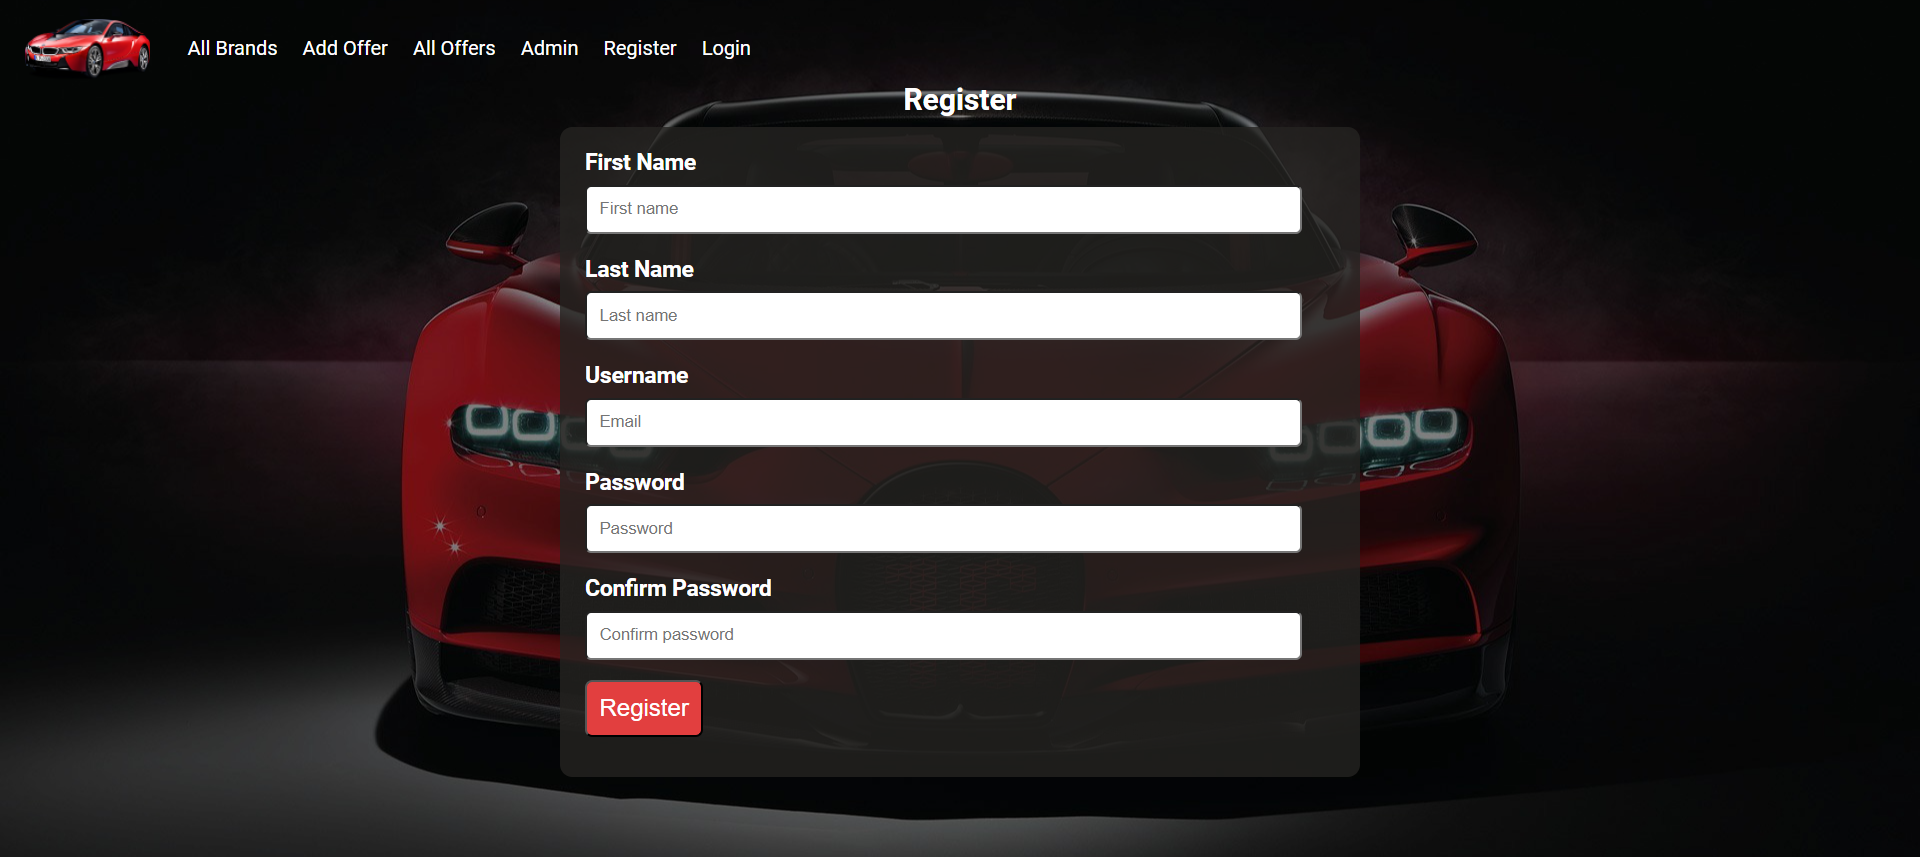 All Brands Add Offer All Offers Admin Register Login
Register
First Name
First name
Last Name
Last name
Username
Email
Password
Password
Confirm Password
Confirm password
Register